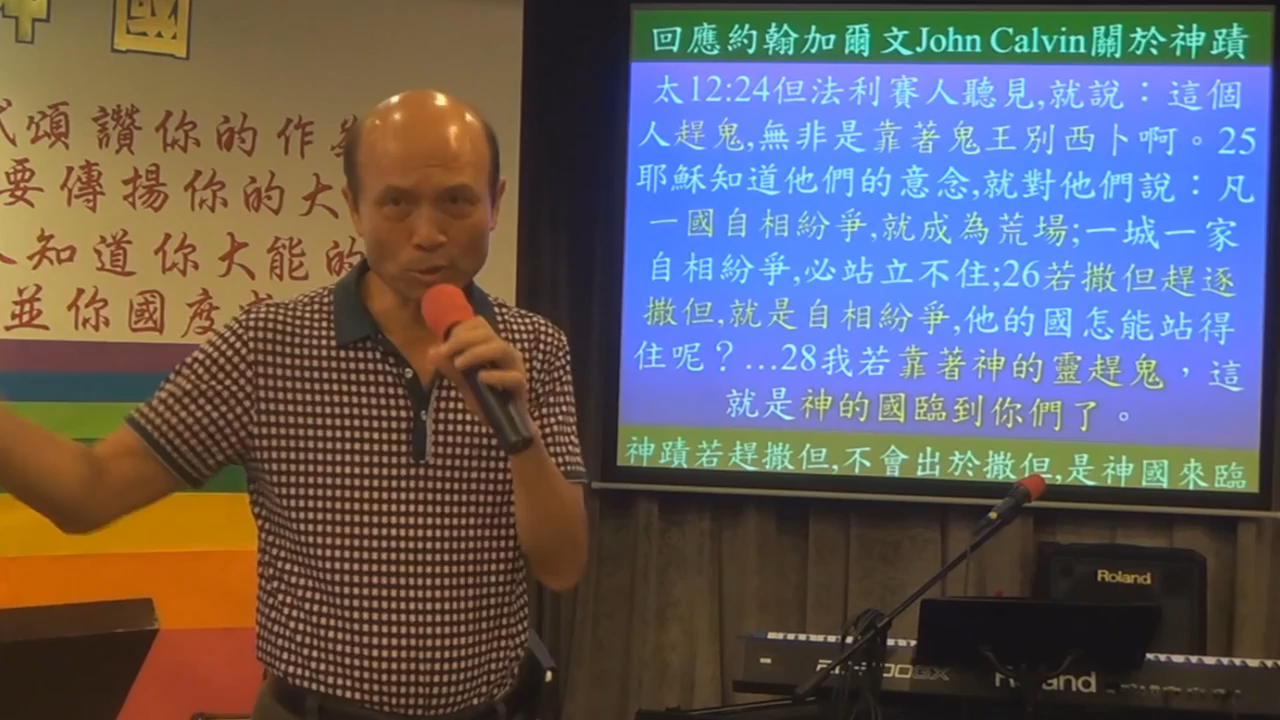 國
頌讚你的作
要傳揚你的大
知道你大能的
並你國度
回應約翰加爾文John Calvin關於神蹟
太12:24但法利賽人聽見,就說：這個
人趕鬼,無非是靠著鬼王別西卜啊。25
耶穌知道他們的意念,就對他們說：凡
一國自相紛爭,就成為荒場;一城一家
自相紛爭,必站立不住;26若撒但趕逐
撒但,就是自相紛爭,他的國怎能站得
住呢？…28我若靠著神的靈趕鬼，這
就是神的國臨到你們了。
神蹟若趕撒但,不會出於撒但,是神國來臨
Roland
Roland